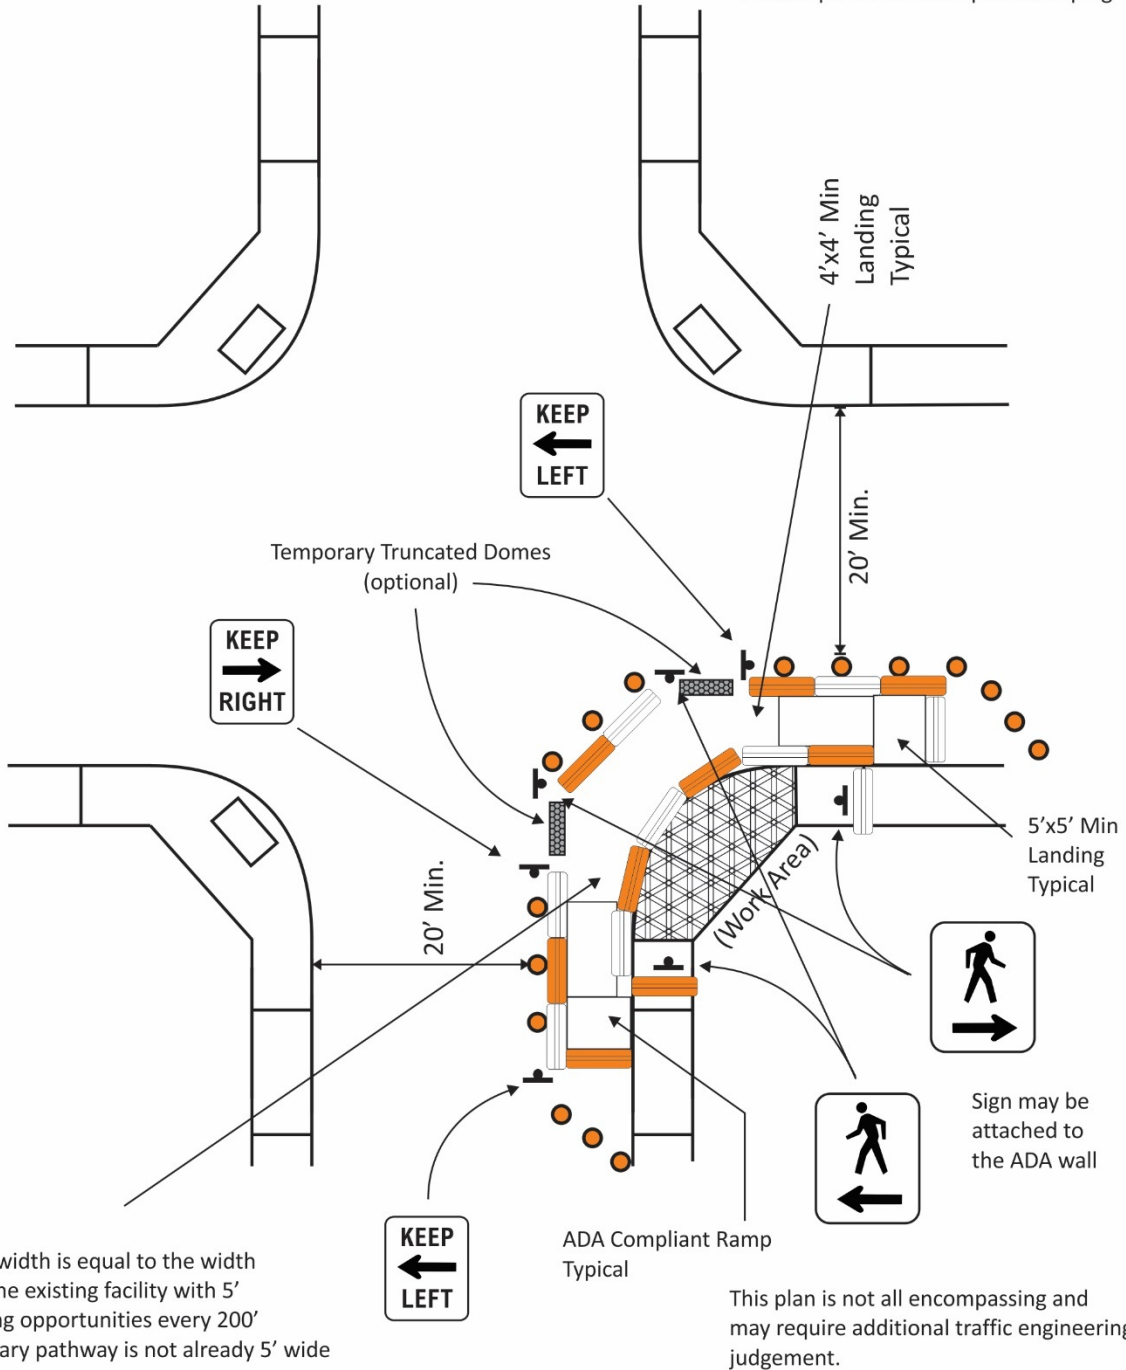 4'x4' Min
Landing
Typical
KEEP
LEFT
20' Min.
Temporary Truncated Domes
(optional)
KEEP
RIGHT
5'x5' Min
Landing
Typical
(Work Area)
20' Min.
Sign may be
attached to
the ADA wall
KEEP
LEFT
ADA Compliant Ramp
Typical
width is equal to the width
existing facility with 5'
opportunities every 200'
pathway is not already 5' wide
This plan is not all encompassing and
may require additional traffic engineering
judgement.